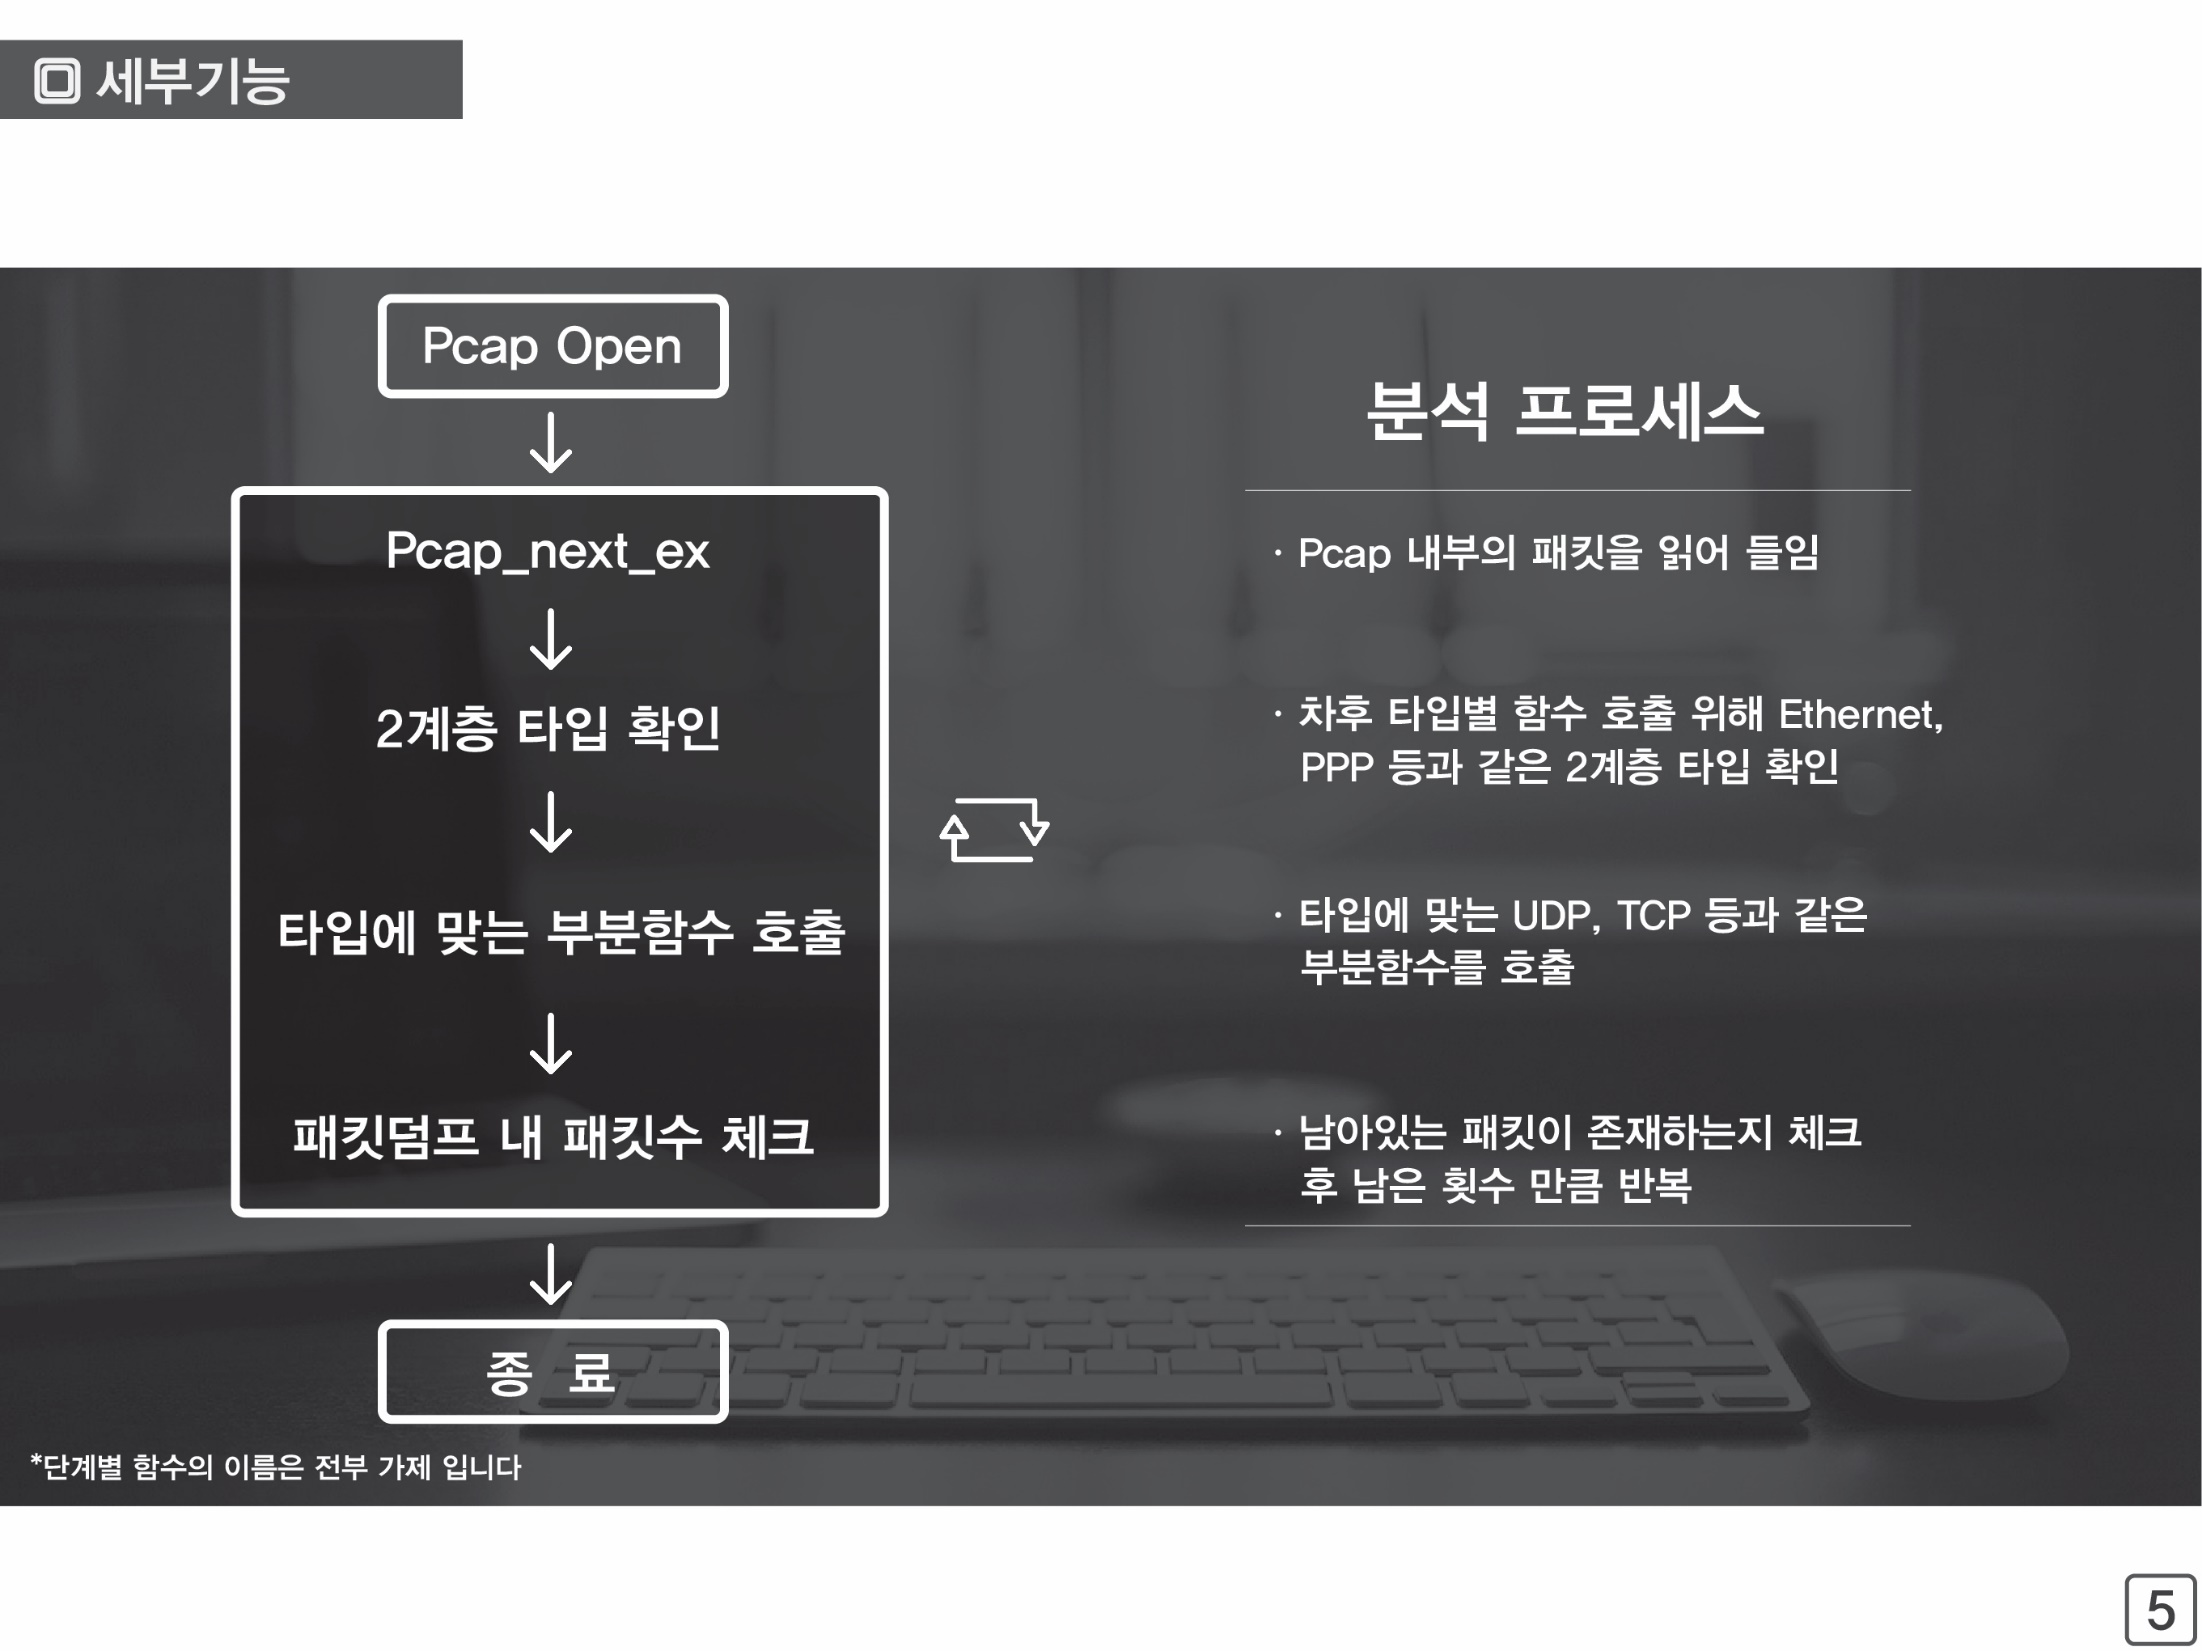 세부기능
Pcap Open
Pcap_next_ex
2계층 타입 확인
타입에 맞는 부분함수 호출
패킷덤프 내 패킷수 체크
종 료
분석 프로세스
· Pcap 내부의 패킷을 읽어 들임
· 차후 타입별 함수 호출 위해 Ethernet,
PPP 등과 같은 2계층 타입 확인
· 타입에 맞는 UDP, TCP 등과 같은
부분함수를 호출
· 남아있는 패킷이 존재하는지 체크
후 남은 횟수 만큼 반복
*단계별 함수의 이름은 전부 가제 입니다
5